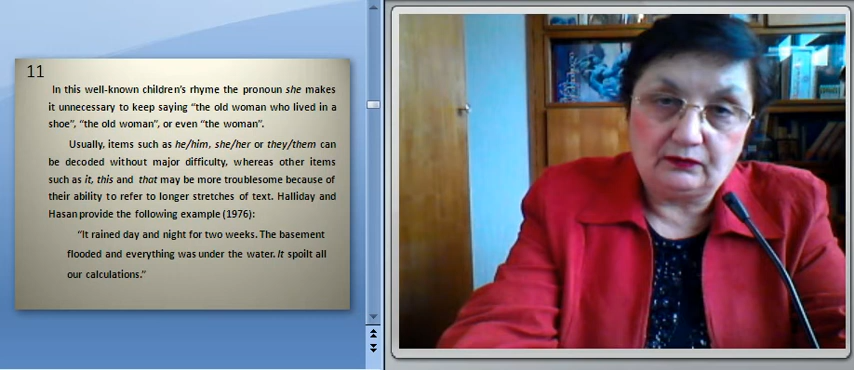 11
In this well-known children's rhyme the pronoun she makes
it unnecessary to keep saying “the old woman who lived in a
shoe”, “the old woman”, or even “the woman”.
Usually, items such as he/him, she/her or they/them can
be decoded without major difficulty, whereas other items
such as it, this and that may be more troublesome because of
their ability to refer to longer stretches of text. Halliday and
Hasan provide the following example (1976):
“It rained day and night for two weeks. The basement
flooded and everything was under the water. It spoilt all
our calculations.”